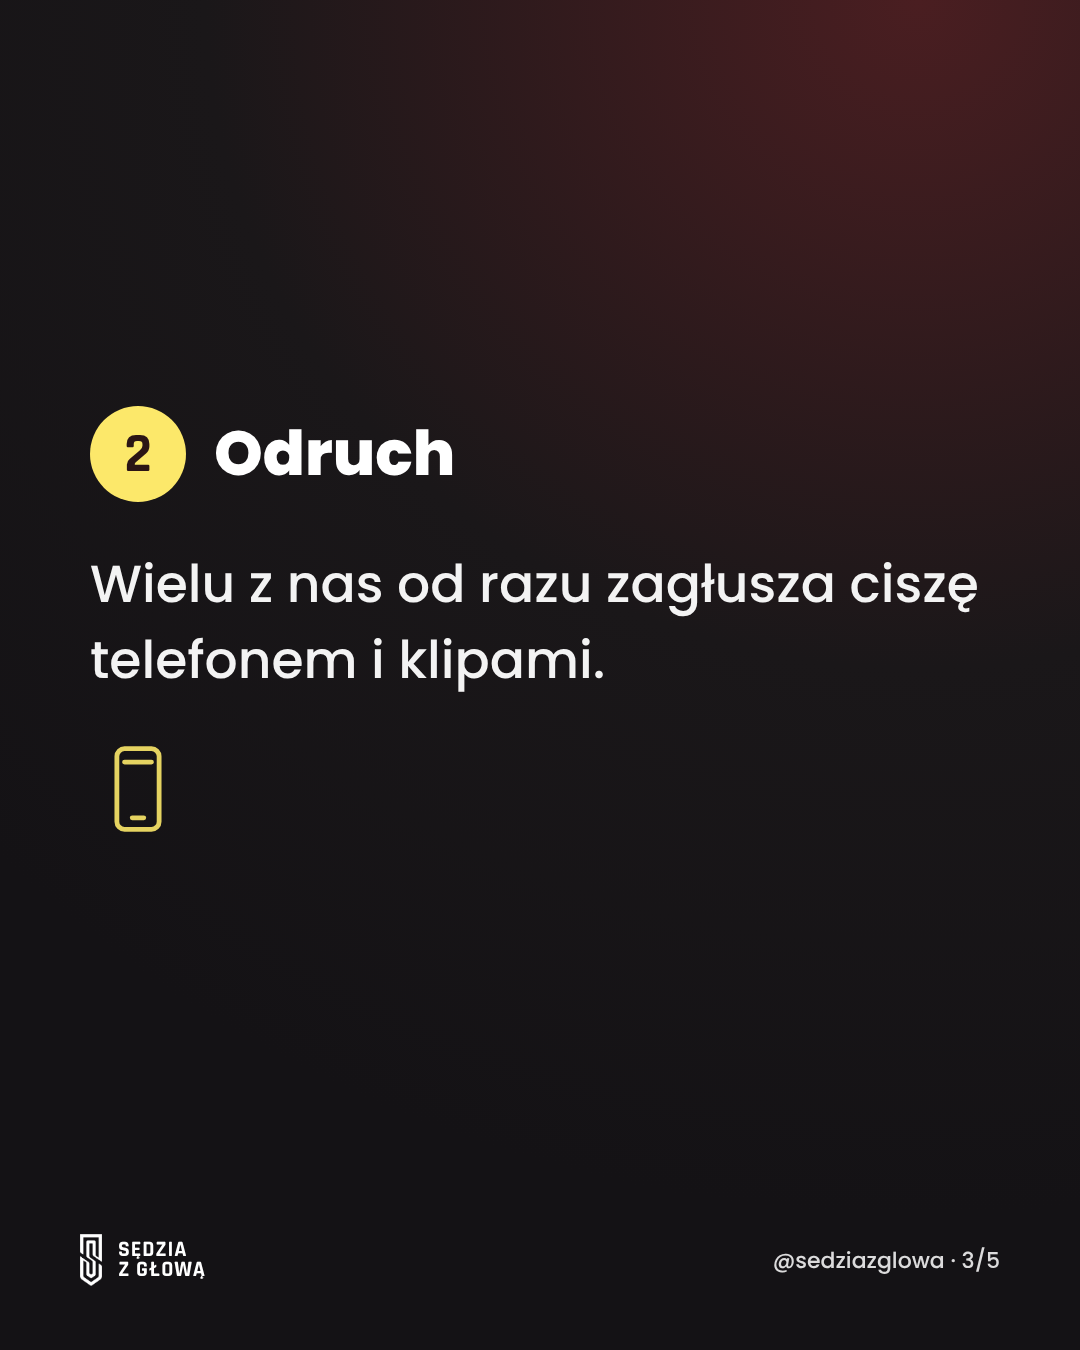 2 Odruch
Wielu z nas od razu zagłusza ciszę
telefonem i klipami.
SĘDZIA
Z GŁOWĄ
@sedziazglowa · 3/5